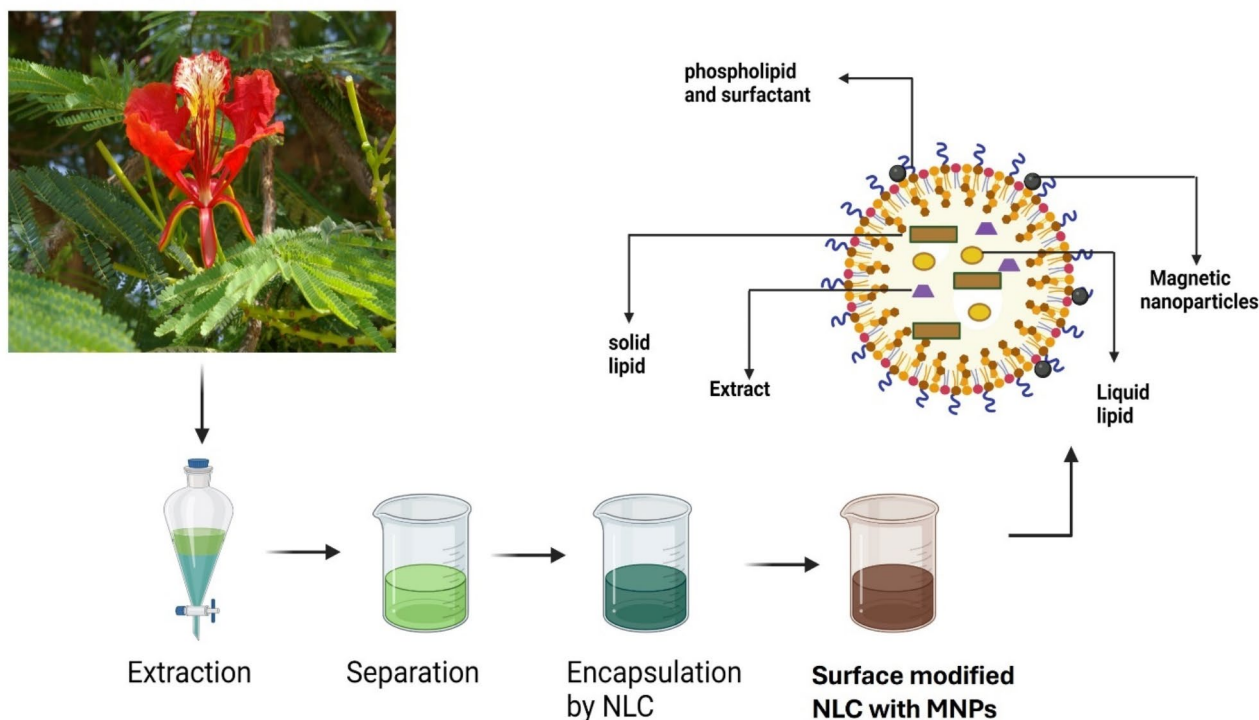 phospholipid
and surfactant
Magnetic
nanoparticles
solid
lipid
Extract
Liquid
lipid
Extraction
Separation
Encapsulation
by NLC
Surface modified
NLC with MNPs